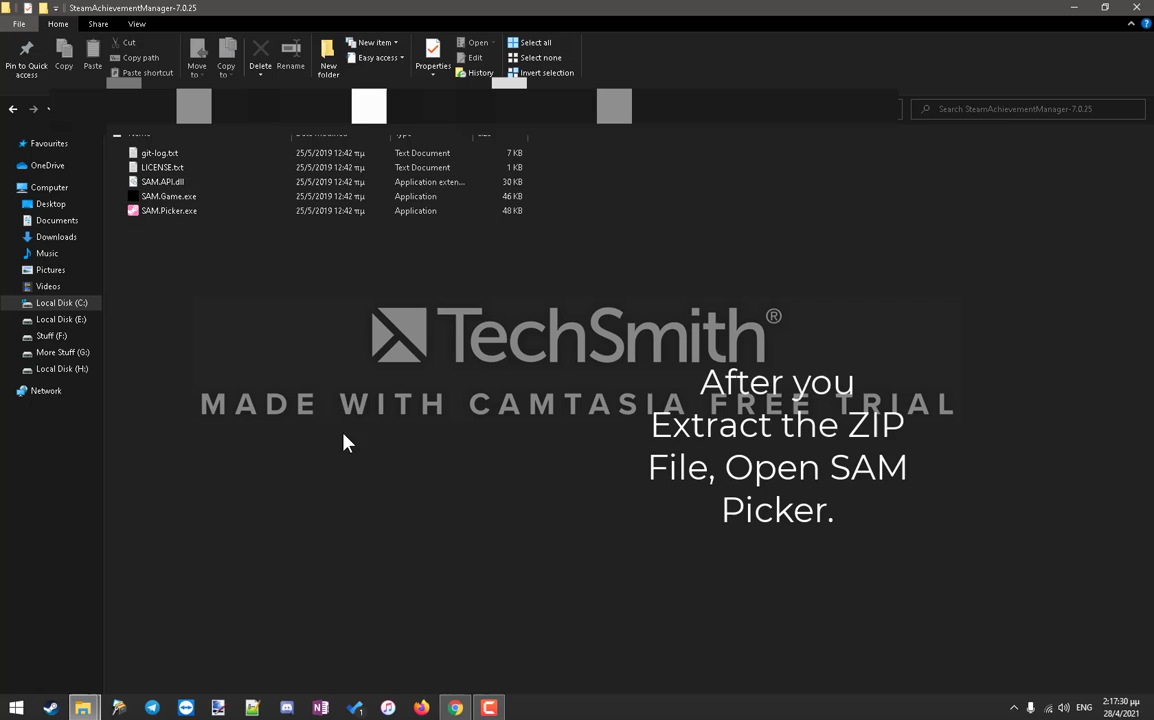 SteamAchievementManager-7.0.25
File Home Share View
Pin to Quick access
Copy
Paste
Cut
Copy path
Paste shortcut
Move to
Copy to
Delete
Rename
New folder
New item
Easy access
Properties
Open
Edit
History
Select all
Select none
Invert selection
Search SteamAchievementManager-7.0.25
git-log.txt 25/5/2019 12:42 πμ Text Document 7 KB
LICENSE.txt 25/5/2019 12:42 πμ Text Document 1 KB
SAM.API.dll 25/5/2019 12:42 πμ Application exten... 30 KB
SAM.Game.exe 25/5/2019 12:42 πμ Application 46 KB
SAM.Picker.exe 25/5/2019 12:42 πμ Application 48 KB
Favourites
OneDrive
Computer
Desktop
Documents
Downloads
Music
Pictures
Videos
Local Disk (C:)
Local Disk (E:)
Stuff (F:)
More Stuff (G:)
Local Disk (H:)
Network
TechSmith®
MADE WITH CAMTASIA FREE TRIAL
After you
Extract the ZIP
File, Open SAM
Picker.
ENG
2:17:30 μμ
28/4/2021